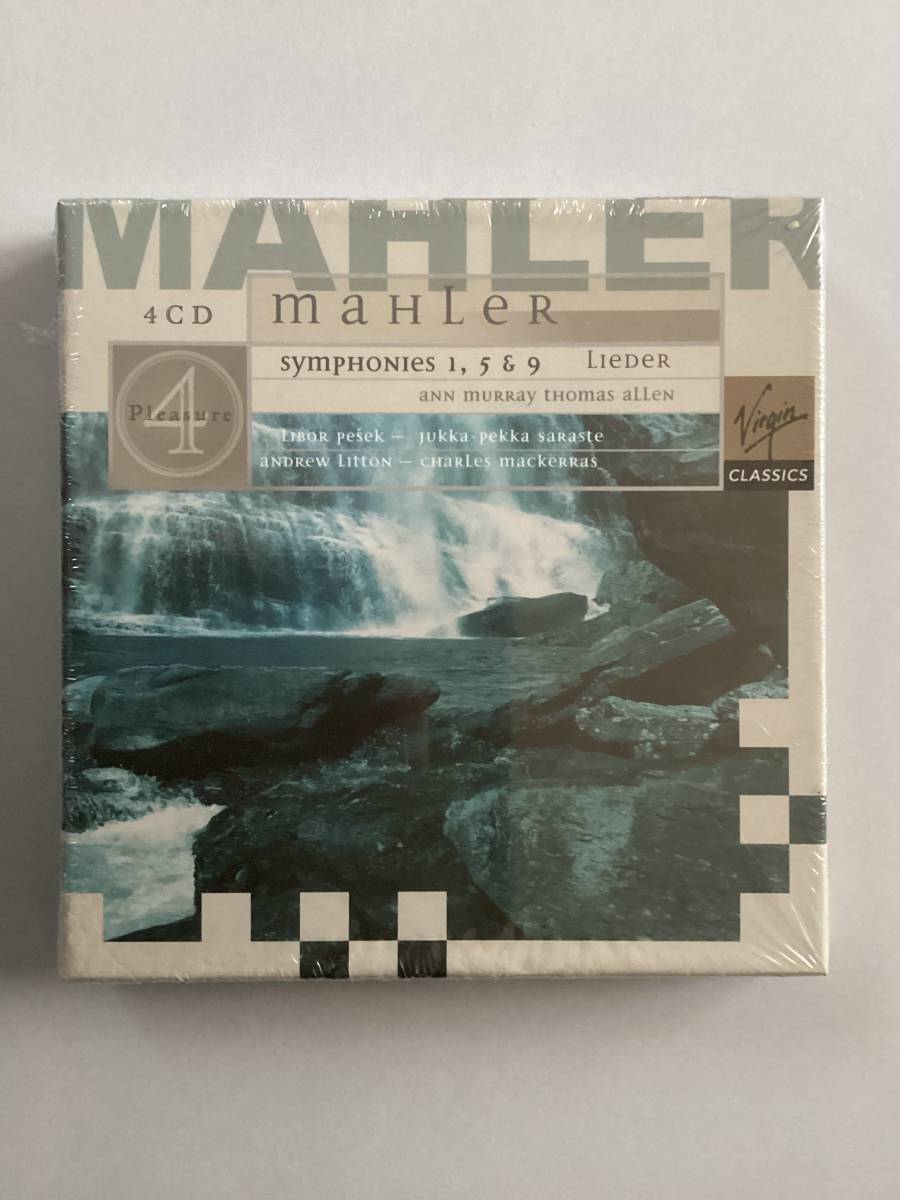 MAHLER
4CD
mahler
symphonies 1, 5 & 9 Lieder
ann murray thomas allen
4
Pleasure
Libor pešek – jukka-pekka saraste
andrew Litton – charles mackerras
Virgin
CLASSICS